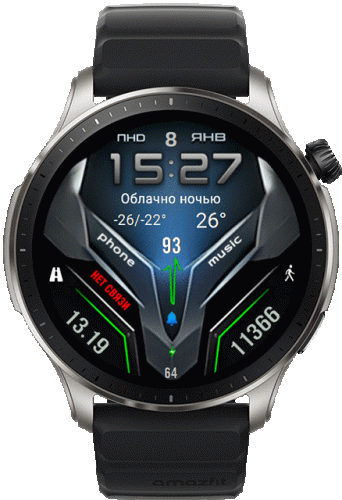 ПНО 8 ЯНВ
15:27
Облачно ночью
-26/-22° 26°
93
phone music
НЕТ СВЯЗИ
13.19 11366
64
amazfit